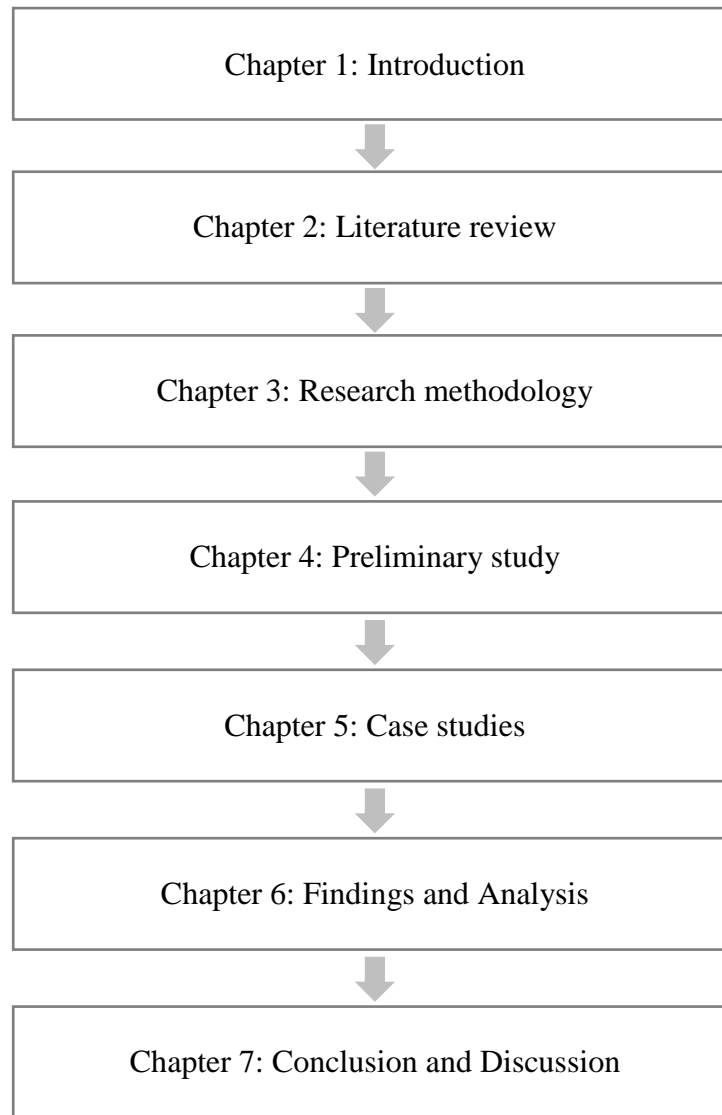 Chapter 1: Introduction
Chapter 2: Literature review
Chapter 3: Research methodology
Chapter 4: Preliminary study
Chapter 5: Case studies
Chapter 6: Findings and Analysis
Chapter 7: Conclusion and Discussion